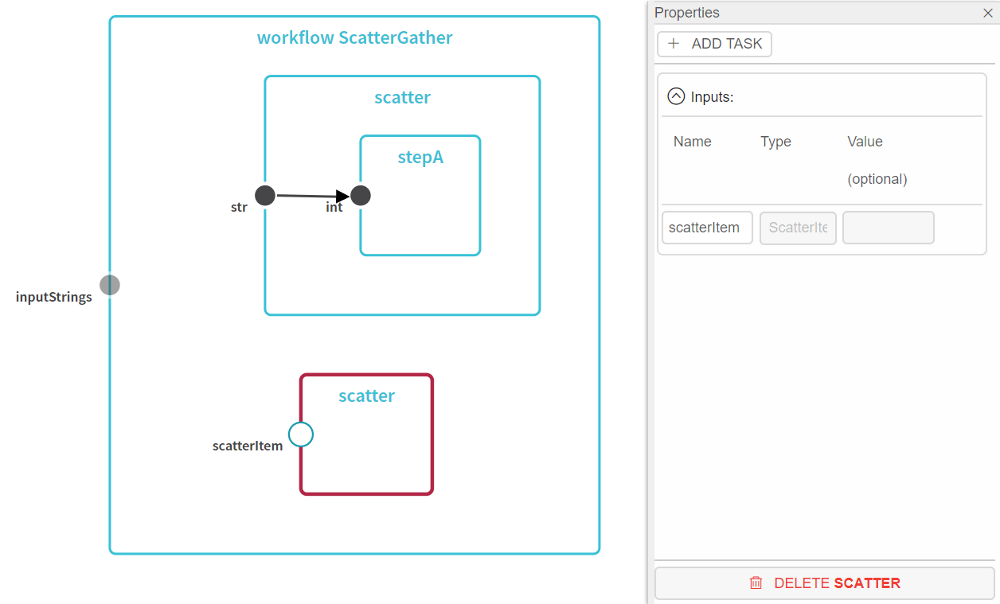 workflow ScatterGather
scatter
stepA
str
int
inputStrings
scatter
scatterItem
Properties
ADD TASK
Inputs:
Name Type Value
(optional)
scatterItem ScatterIte
DELETE SCATTER